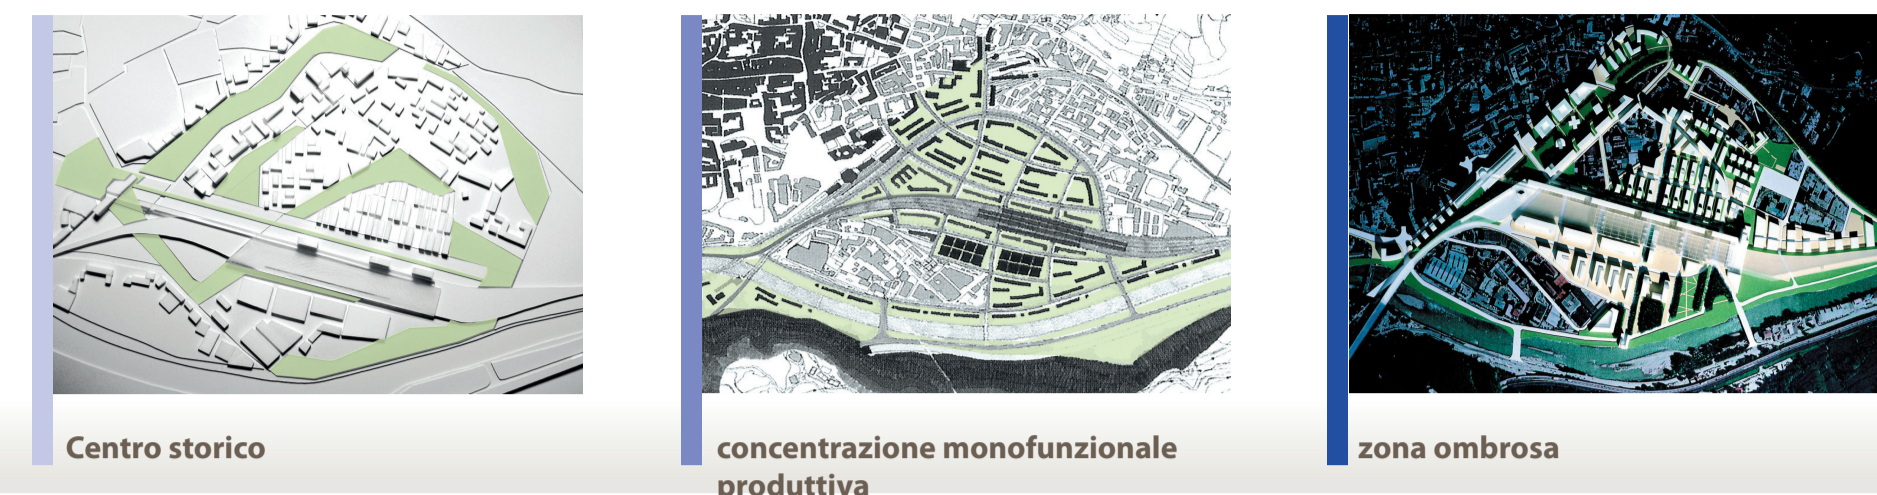 Centro storico
concentrazione monofunzionale
produttiva
zona ombrosa